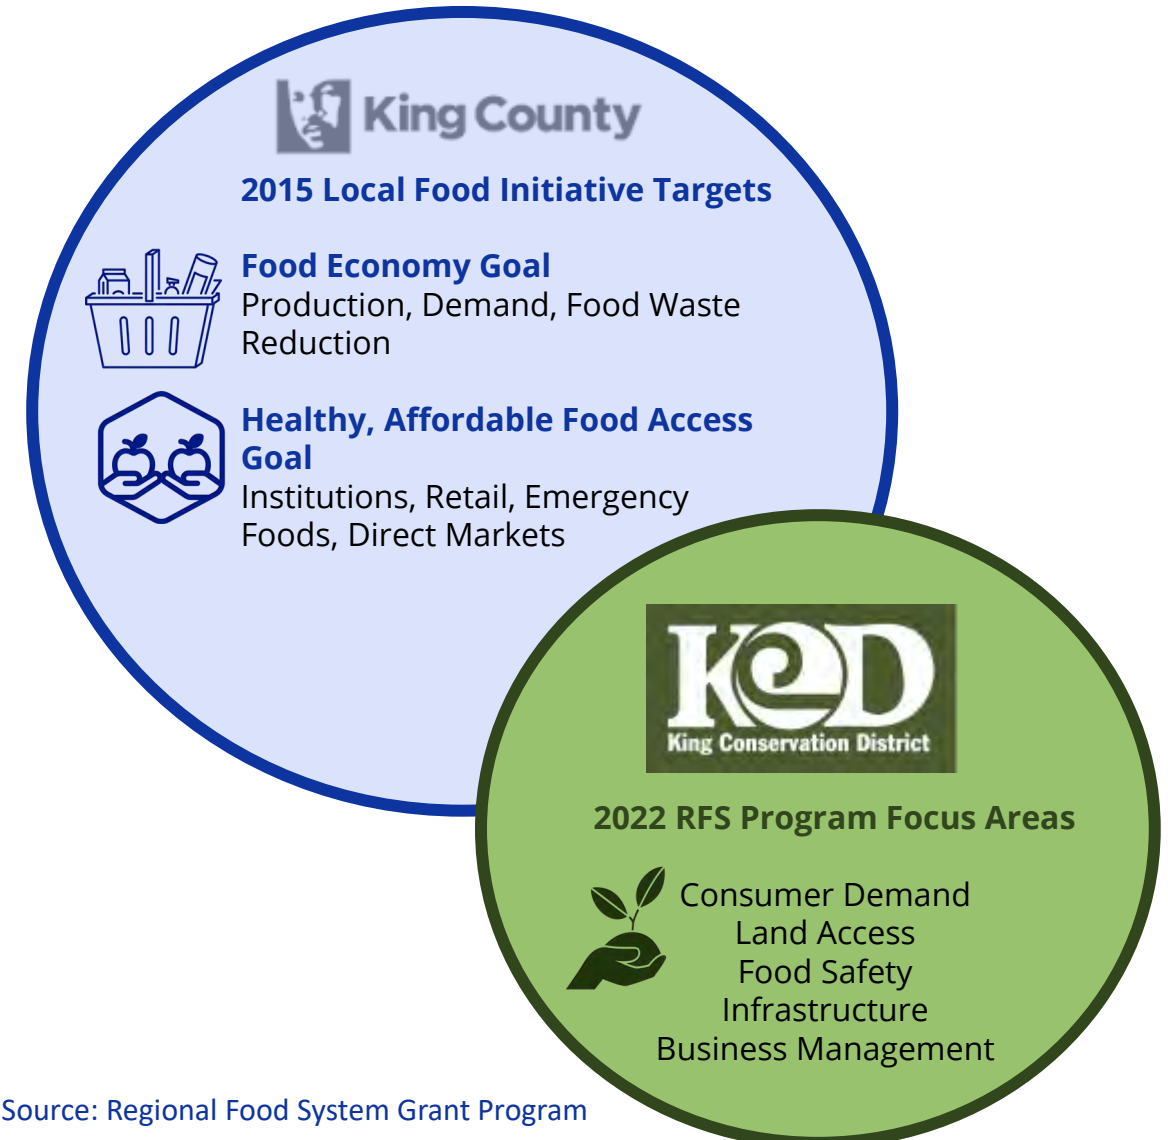 King County
2015 Local Food Initiative Targets
Food Economy Goal
Production, Demand, Food Waste
Reduction
Healthy, Affordable Food Access
Goal
Institutions, Retail, Emergency
Foods, Direct Markets
KCD
King Conservation District
2022 RFS Program Focus Areas
Consumer Demand
Land Access
Food Safety
Infrastructure
Business Management
Source: Regional Food System Grant Program